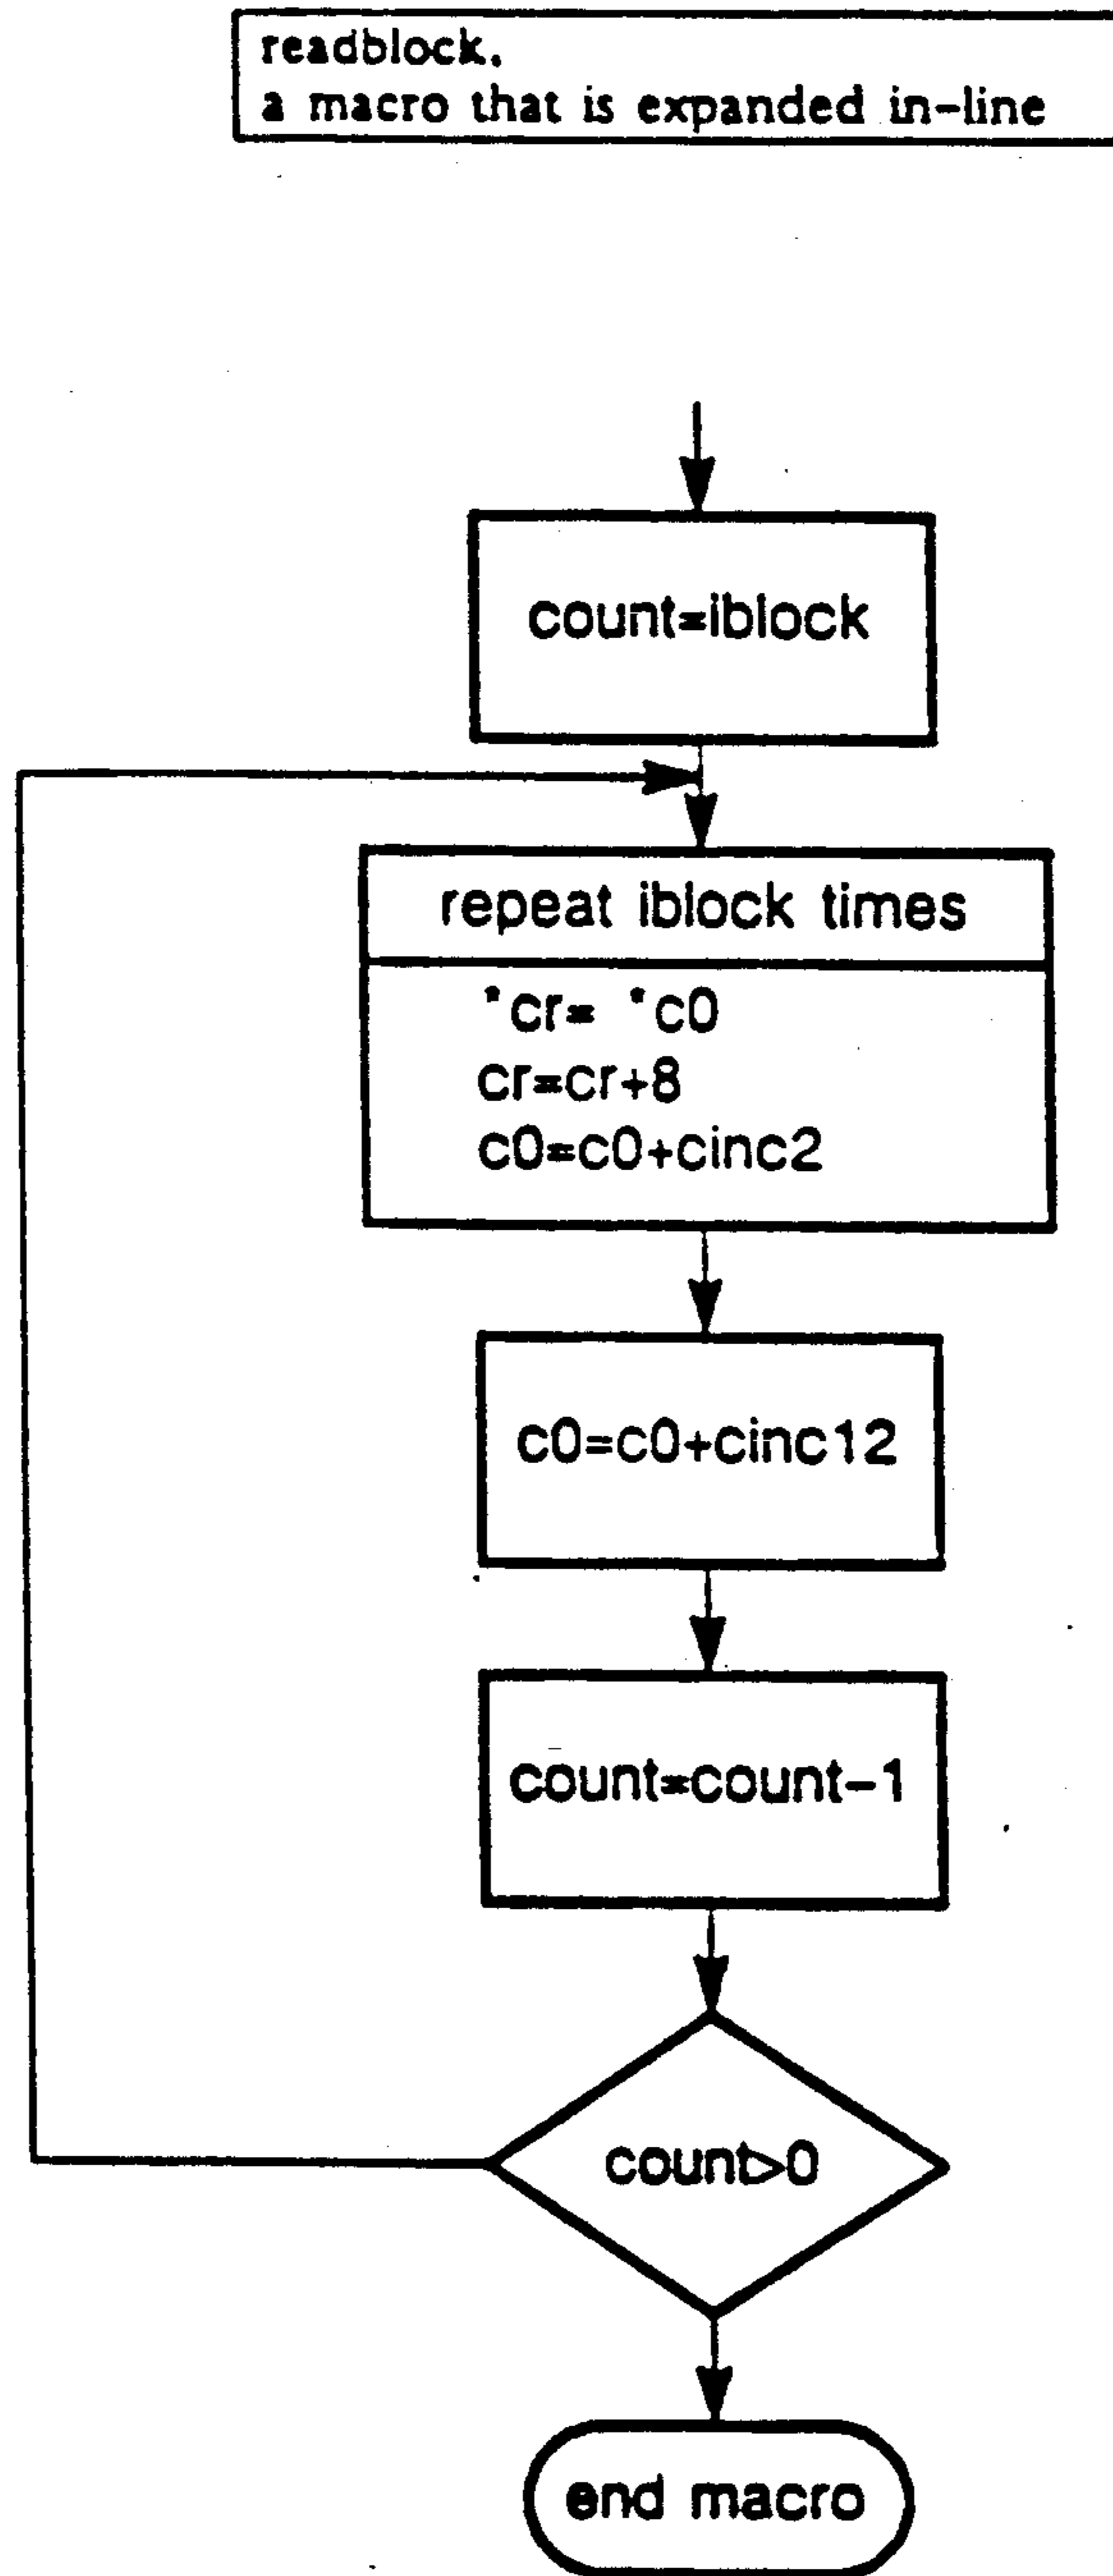 readblock.
a macro that is expanded in-line
count=iblock
repeat iblock times
*cr= *c0
cr=cr+8
c0=c0+cinc2
c0=c0+cinc12
count=count-1
count>0
end macro